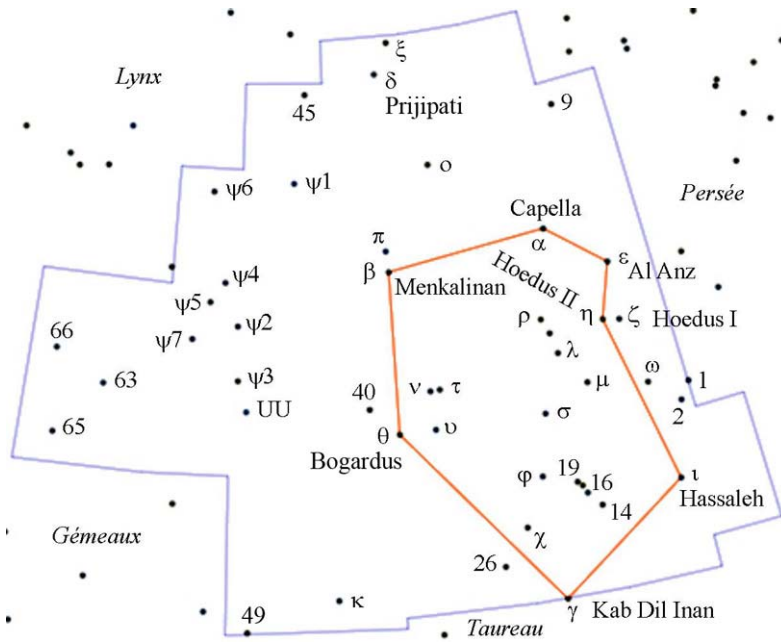 ξ
Lynx
δ
45
Prijipati
9
ο
ψ6
ψ1
Persée
Capella
α
π
ε
Al Anz
β
Menkalinan
Hoedus II
ψ4
ψ5
ρ
η
ζ
Hoedus I
ψ2
66
ψ7
λ
63
ψ3
ν
τ
μ
ω
1
40
2
UU
σ
65
θ
υ
Bogardus
19
16
φ
ι
Hassaleh
14
Gémeaux
χ
26
κ
γ
Kab Dil Inan
49
Taureau